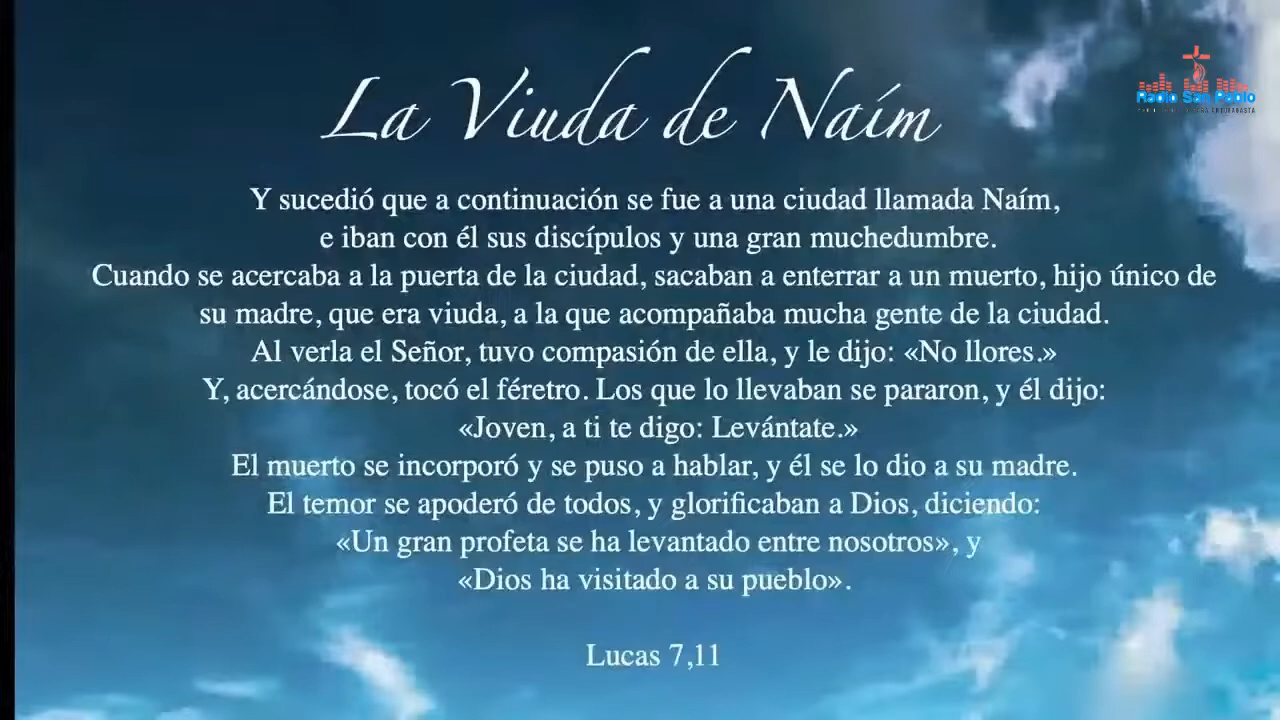 La Viuda de Naím
Radio San Pablo
Y sucedió que a continuación se fue a una ciudad llamada Naím,
e iban con él sus discípulos y una gran muchedumbre.
Cuando se acercaba a la puerta de la ciudad, sacaban a enterrar a un muerto, hijo único de
su madre, que era viuda, a la que acompañaba mucha gente de la ciudad.
Al verla el Señor, tuvo compasión de ella, y le dijo: «No llores.»
Y, acercándose, tocó el féretro. Los que lo llevaban se pararon, y él dijo:
«Joven, a ti te digo: Levántate.»
El muerto se incorporó y se puso a hablar, y él se lo dio a su madre.
El temor se apoderó de todos, y glorificaban a Dios, diciendo:
«Un gran profeta se ha levantado entre nosotros», y
«Dios ha visitado a su pueblo».
Lucas 7,11